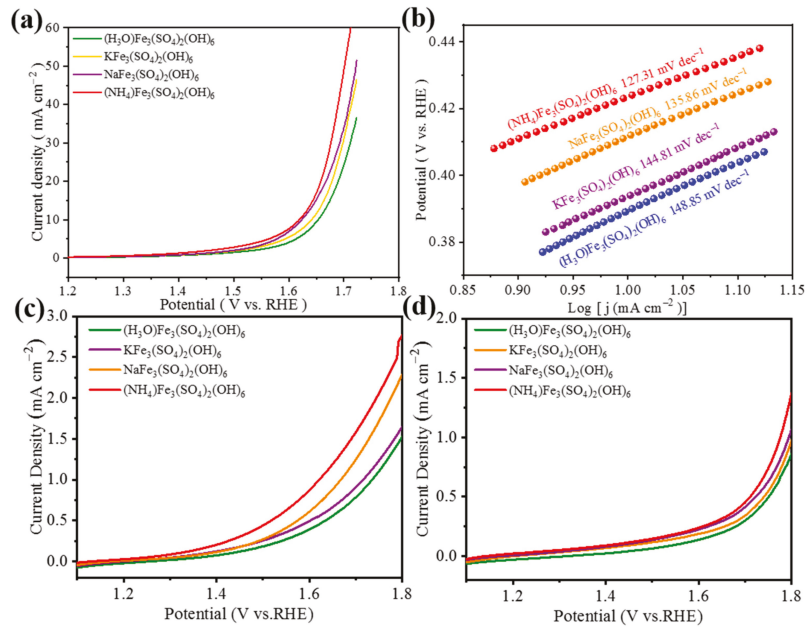 (a)
Current density ( mA cm⁻²)
60
50
40
30
20
10
0
(H₃O)Fe₃(SO₄)₂(OH)₆
KFe₃(SO₄)₂(OH)₆
NaFe₃(SO₄)₂(OH)₆
(NH₄)Fe₃(SO₄)₂(OH)₆
1.2 1.3 1.4 1.5 1.6 1.7 1.8
Potential ( V vs. RHE)
(b)
Potential ( V vs. RHE)
0.44
0.42
0.40
0.38
(NH₄)Fe₃(SO₄)₂(OH)₆ 127.31 mV dec⁻¹
NaFe₃(SO₄)₂(OH)₆ 135.86 mV dec⁻¹
KFe₃(SO₄)₂(OH)₆ 144.81 mV dec⁻¹
(H₃O)Fe₃(SO₄)₂(OH)₆ 148.85 mV dec⁻¹
0.85 0.90 0.95 1.00 1.05 1.10 1.15
Log [ j (mA cm⁻²)]
(c)
Current Density ( mA cm⁻²)
3.0
2.5
2.0
1.5
1.0
0.5
0.0
(H₃O)Fe₃(SO₄)₂(OH)₆
KFe₃(SO₄)₂(OH)₆
NaFe₃(SO₄)₂(OH)₆
(NH₄)Fe₃(SO₄)₂(OH)₆
1.2 1.4 1.6 1.8
Potential (V vs.RHE)
(d)
Current Density ( mA cm⁻²)
2.0
1.5
1.0
0.5
0.0
(H₃O)Fe₃(SO₄)₂(OH)₆
KFe₃(SO₄)₂(OH)₆
NaFe₃(SO₄)₂(OH)₆
(NH₄)Fe₃(SO₄)₂(OH)₆
1.2 1.4 1.6 1.8
Potential (V vs.RHE)